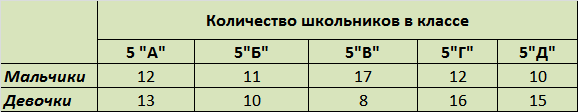 Количество школьников в классе
5 "А" 5"Б" 5"В" 5"Г" 5"Д"
Мальчики 12 11 17 12 10
Девочки 13 10 8 16 15